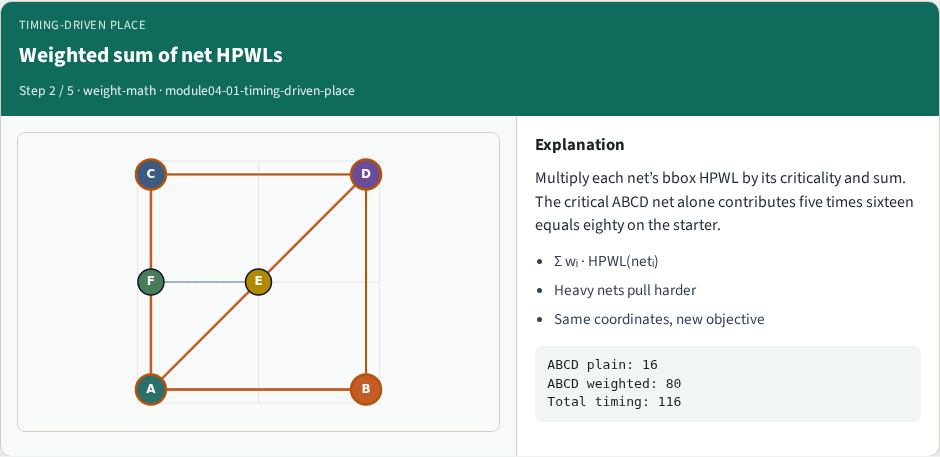 TIMING-DRIVEN PLACE
Weighted sum of net HPWLs
Step 2 / 5 · weight-math · module04-01-timing-driven-place
C
D
F
E
A
B
Explanation
Multiply each net’s bbox HPWL by its criticality and sum.
The critical ABCD net alone contributes five times sixteen
equals eighty on the starter.
• Σ wᵢ · HPWL(netᵢ)
• Heavy nets pull harder
• Same coordinates, new objective
ABCD plain: 16
ABCD weighted: 80
Total timing: 116